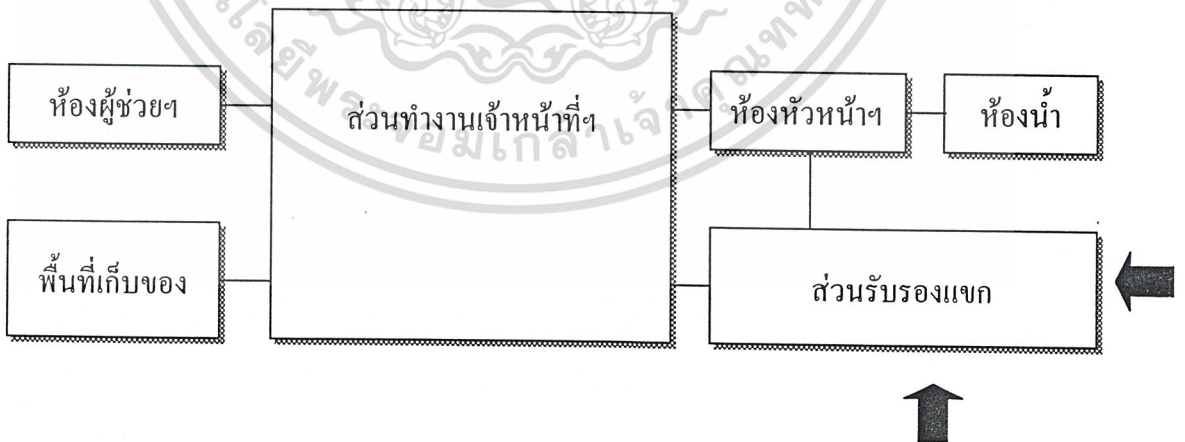 ห้องผู้ช่วยฯ
ส่วนทำงานเจ้าหน้าที่ฯ
ห้องหัวหน้าฯ
ห้องน้ำ
พื้นที่เก็บของ
ส่วนรับรองแขก